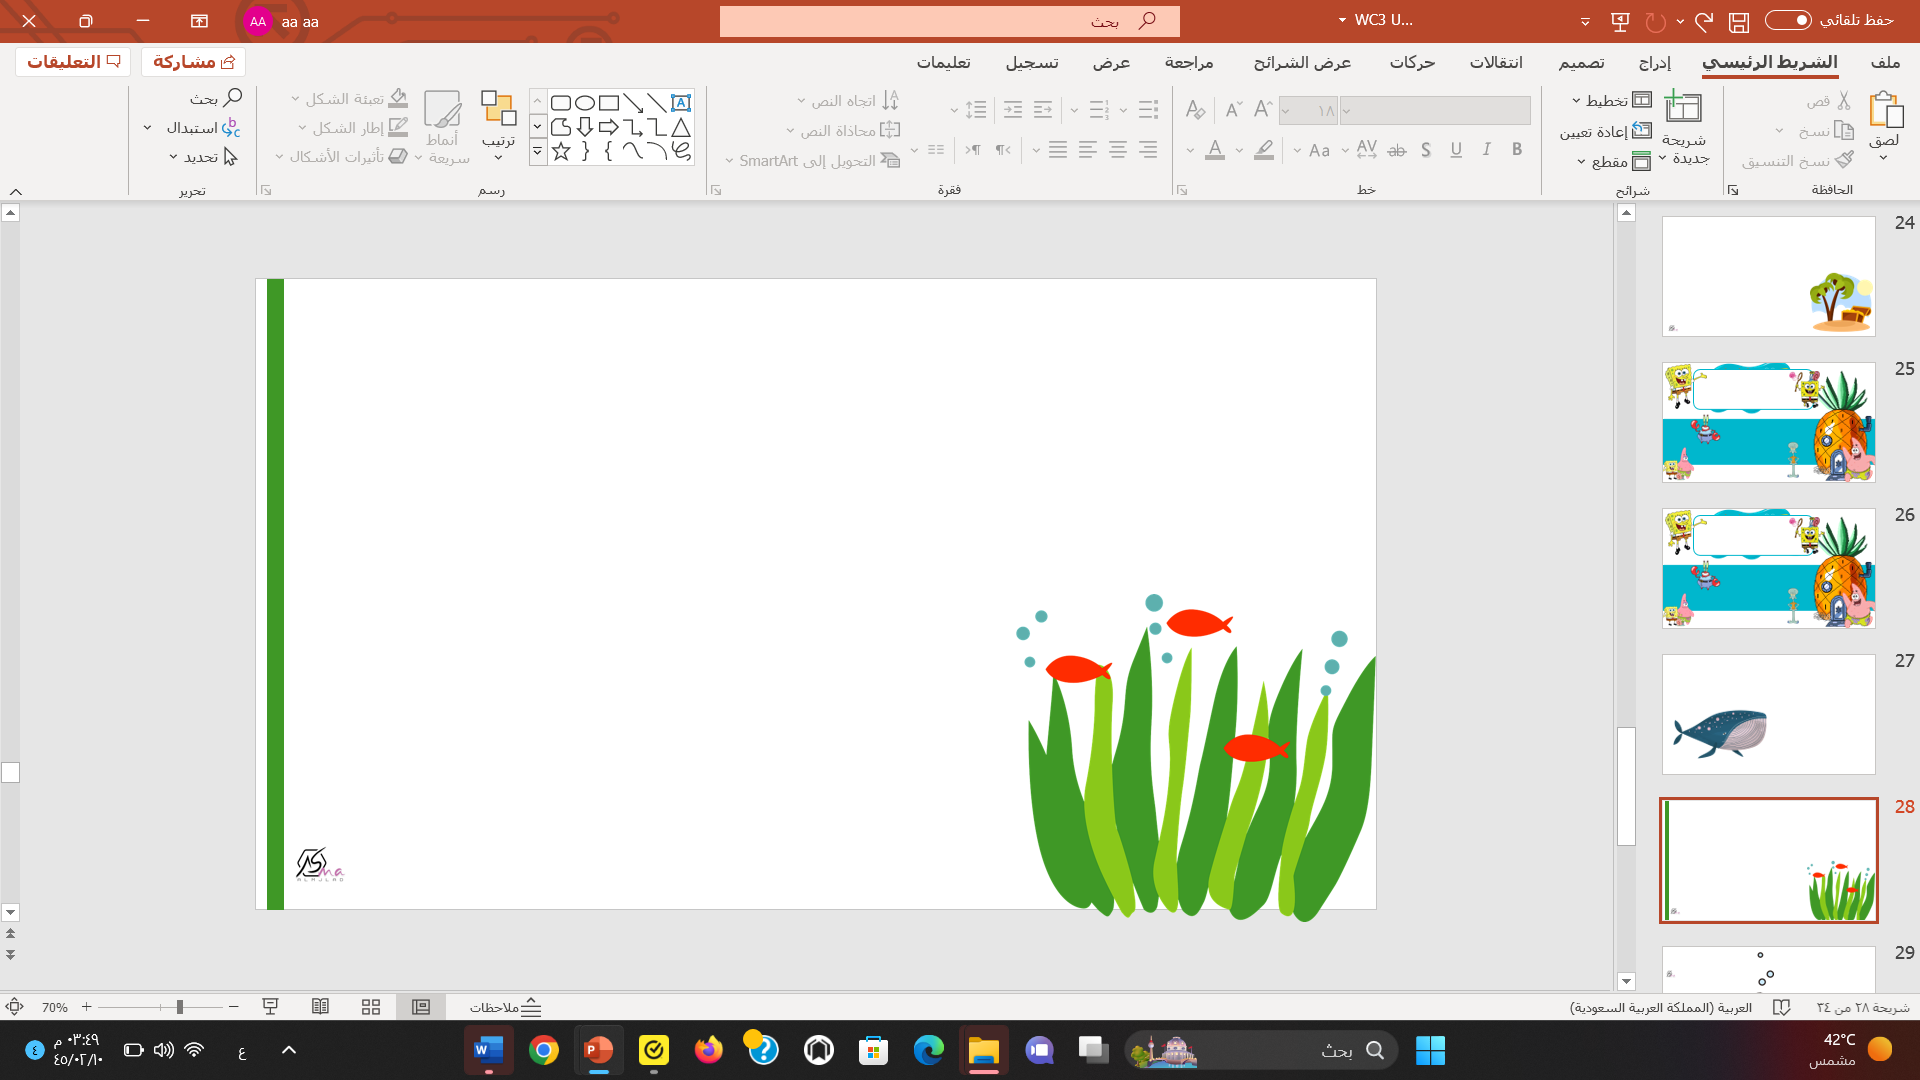 حفظ تلقائي
WC3 U...
بحث
aa aa
AA
ملف
الشريط الرئيسي
إدراج
تصميم
انتقالات
حركات
عرض الشرائح
مراجعة
عرض
تسجيل
تعليمات
مشاركة
التعليقات
لصق
قص
نسخ
نسخ التنسيق
الحافظة
شريحة جديدة
تخطيط
إعادة تعيين
مقطع
شرائح
١٨
خط
اتجاه النص
محاذاة النص
التحويل إلى SmartArt
فقرة
ترتيب
أنماط سريعة
تعبئة الشكل
إطار الشكل
تأثيرات الأشكال
رسم
بحث
استبدال
تحديد
تحرير
24
25
26
27
28
29
ASma
ALMJLAD
شريحة ٢٨ من ٣٤
العربية (المملكة العربية السعودية)
ملاحظات
70%
42°C
مشمس
بحث
ع
٠٣:٤٩ م
٤٥/٠٢/١٠
٤